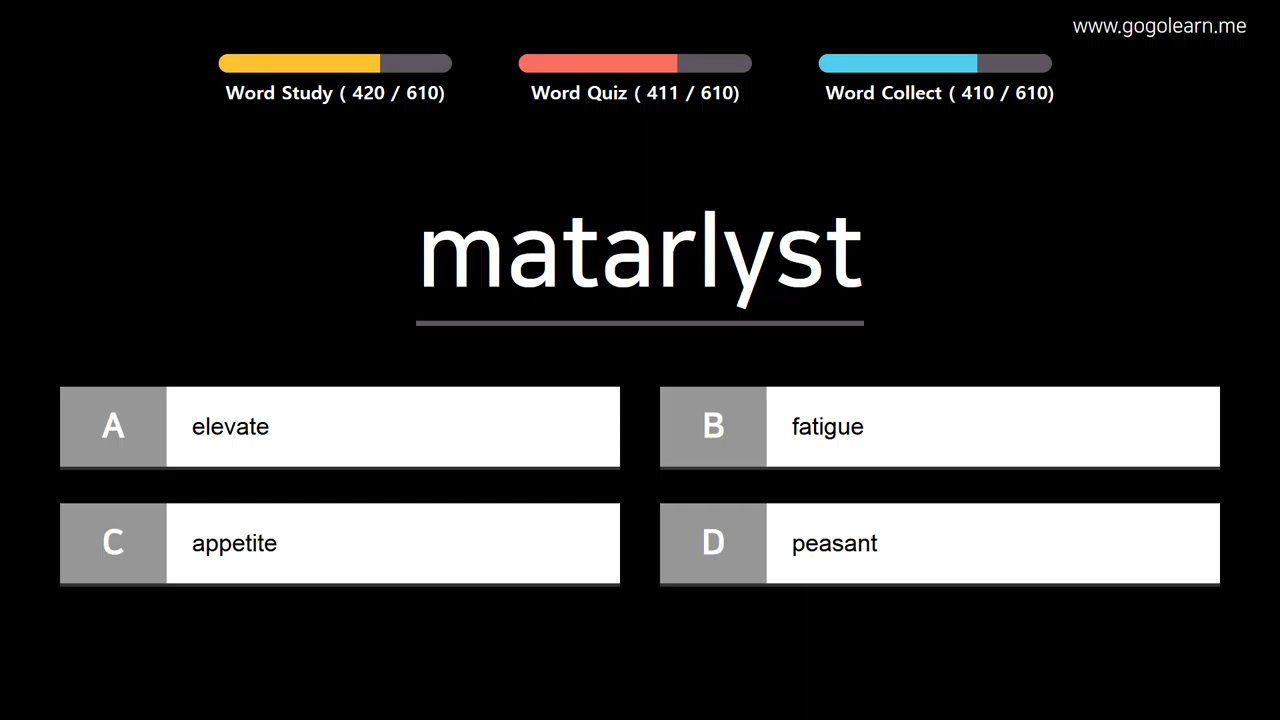 www.gogolearn.me
Word Study ( 420 / 610)
Word Quiz ( 411 / 610)
Word Collect ( 410 / 610)
matarlyst
A elevate
B fatigue
C appetite
D peasant